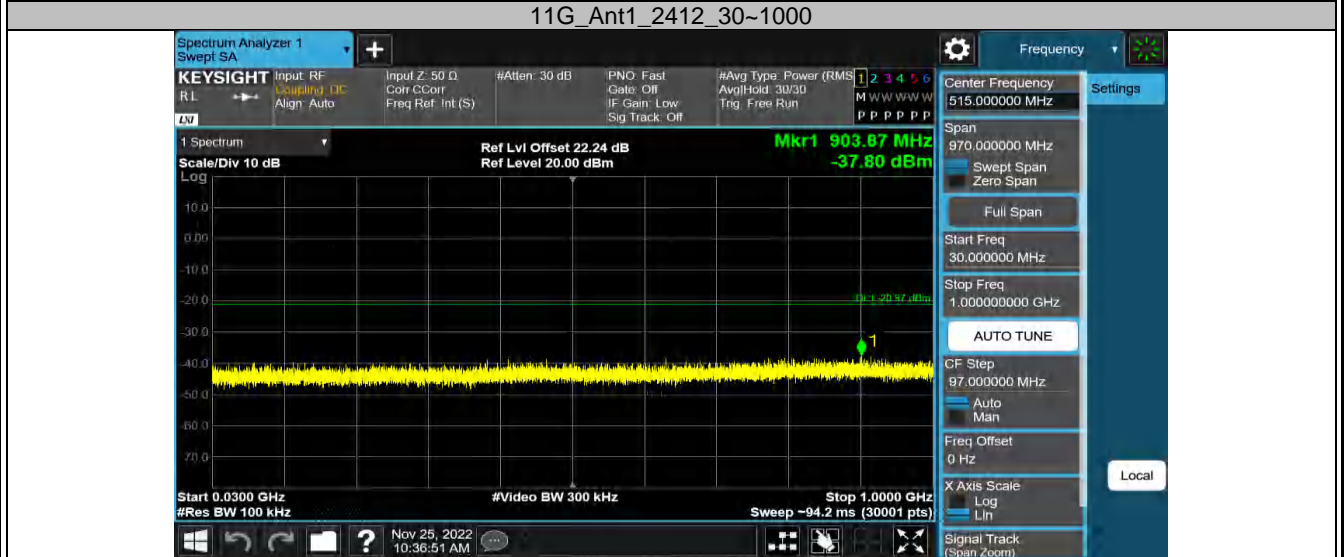 11G_Ant1_2412_30~1000
Spectrum Analyzer 1
Swept SA
Frequency
KEYSIGHT
RL
LXI
Input: RF
Coupling: DC
Align: Auto
Input Z: 50 Ω
Corr CCorr
Freq Ref: Int (S)
#Atten: 30 dB
PNO: Fast
Gate: Off
IF Gain: Low
Sig Track: Off
#Avg Type: Power (RMS
Avg|Hold: 30/30
Trig: Free Run
1 2 3 4 5 6
M W W W W W
P P P P P P
1 Spectrum
Scale/Div 10 dB
Log
Ref Lvl Offset 22.24 dB
Ref Level 20.00 dBm
Mkr1 903.87 MHz
-37.80 dBm
10.0
0.00
-10.0
-20.0
DL1 -20.97 dBm
-30.0
1
-40.0
-50.0
-60.0
-70.0
Start 0.0300 GHz
#Res BW 100 kHz
#Video BW 300 kHz
Stop 1.0000 GHz
Sweep ~94.2 ms (30001 pts)
Center Frequency
515.000000 MHz
Settings
Span
970.000000 MHz
Swept Span
Zero Span
Full Span
Start Freq
30.000000 MHz
Stop Freq
1.000000000 GHz
AUTO TUNE
CF Step
97.000000 MHz
Auto
Man
Freq Offset
0 Hz
X Axis Scale
Log
Lin
Local
Signal Track
(Span Zoom)
?
Nov 25, 2022
10:36:51 AM